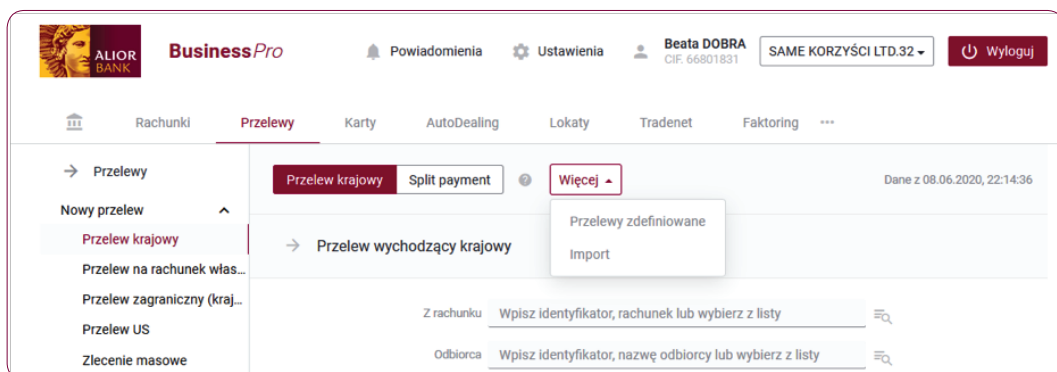 ALIOR
BANK
BusinessPro
Powiadomienia
Ustawienia
Beata DOBRA
CIF. 66801831
SAME KORZYŚCI LTD.32
Wyloguj
Rachunki
Przelewy
Karty
AutoDealing
Lokaty
Tradenet
Faktoring
Przelewy
Nowy przelew
Przelew krajowy
Przelew na rachunek włas...
Przelew zagraniczny (kraj...
Przelew US
Zlecenie masowe
Przelew krajowy
Split payment
Więcej
Dane z 08.06.2020, 22:14:36
Przelewy zdefiniowane
Import
Przelew wychodzący krajowy
Z rachunku Wpisz identyfikator, rachunek lub wybierz z listy
Odbiorca Wpisz identyfikator, nazwę odbiorcy lub wybierz z listy